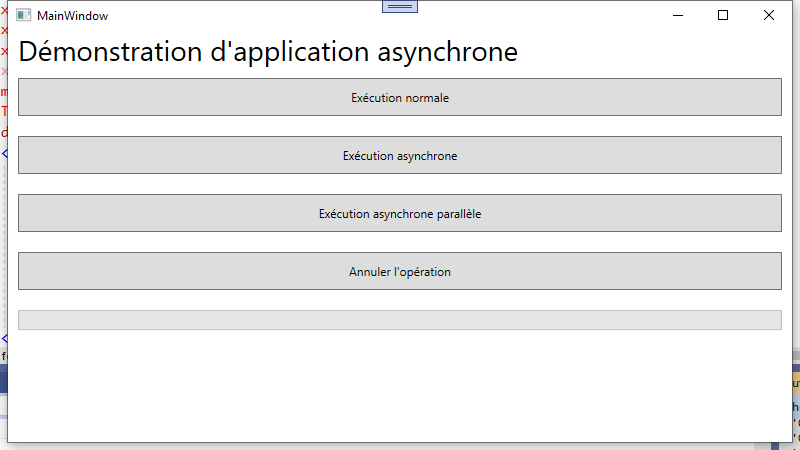 MainWindow
Démonstration d'application asynchrone
Exécution normale
Exécution asynchrone
Exécution asynchrone parallèle
Annuler l'opération